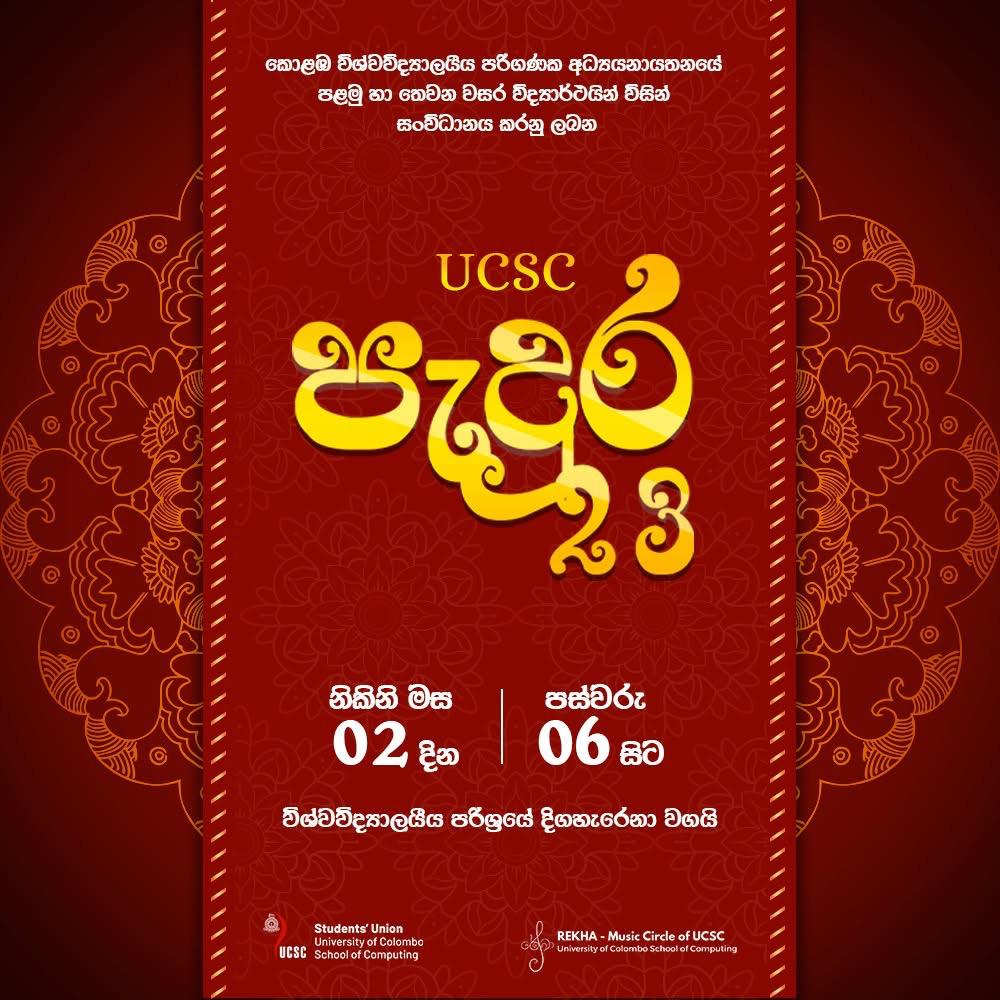 කොළඹ විශ්වවිද්‍යාලයීය පරිගණක අධ්‍යයනායතනයේ
පළමු හා තෙවන වසර විද්‍යාර්ථයින් විසින්
සංවිධානය කරනු ලබන
UCSC
පැදුර
23
නිකිනි මස
02 දින
පස්වරු
06 සිට
විශ්වවිද්‍යාලයීය පරිශ්‍රයේ දිගහැරෙනා වගයි
UCSC
Students' Union
University of Colombo
School of Computing
REKHA - Music Circle of UCSC
University of Colombo School of Computing